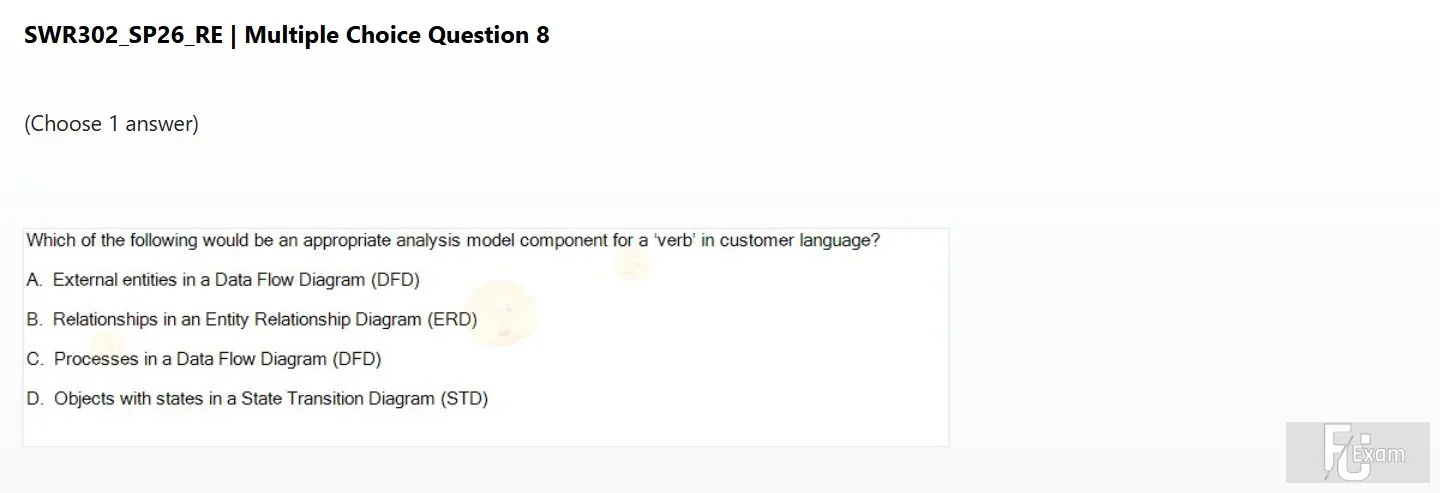 SWR302_SP26_RE | Multiple Choice Question 8
(Choose 1 answer)
Which of the following would be an appropriate analysis model component for a 'verb' in customer language?
A. External entities in a Data Flow Diagram (DFD)
B. Relationships in an Entity Relationship Diagram (ERD)
C. Processes in a Data Flow Diagram (DFD)
D. Objects with states in a State Transition Diagram (STD)
Exam